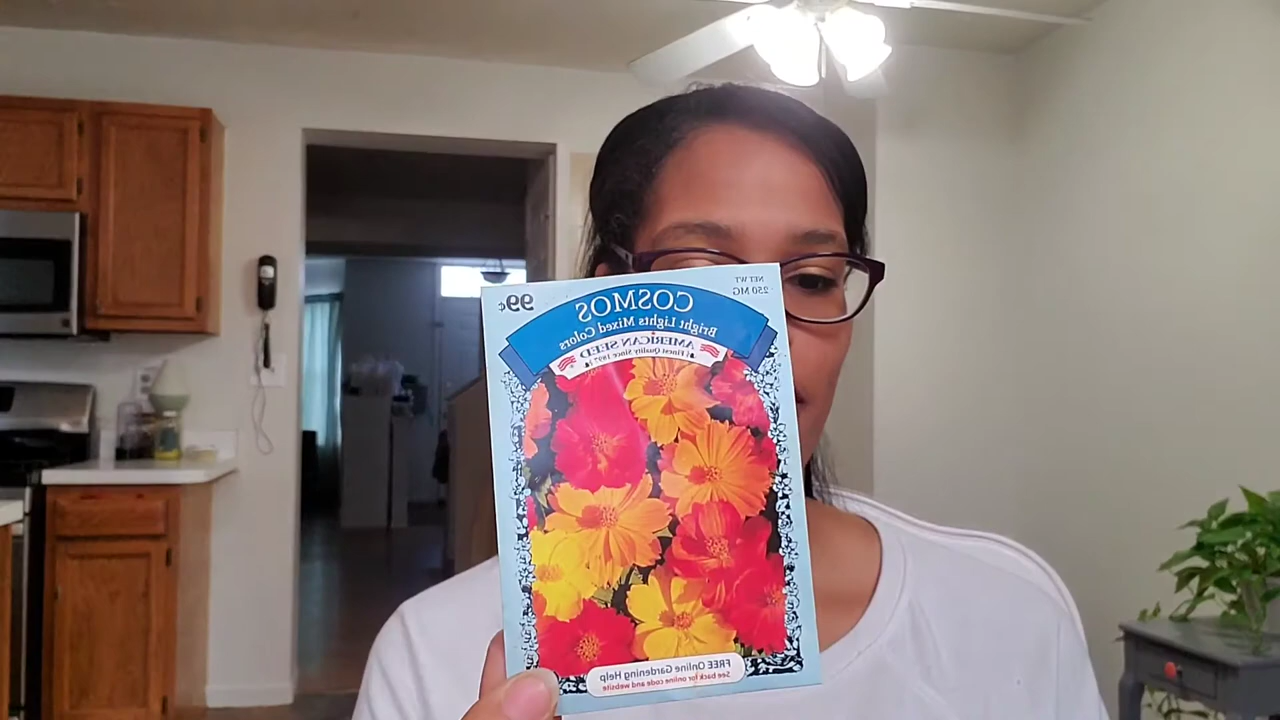 NET WT
250 MG
99¢
COSMOS
Bright Lights Mixed Colors
AMERICAN SEED
Finest Quality Since 1897
FREE Online Gardening Help
See back for online code and website